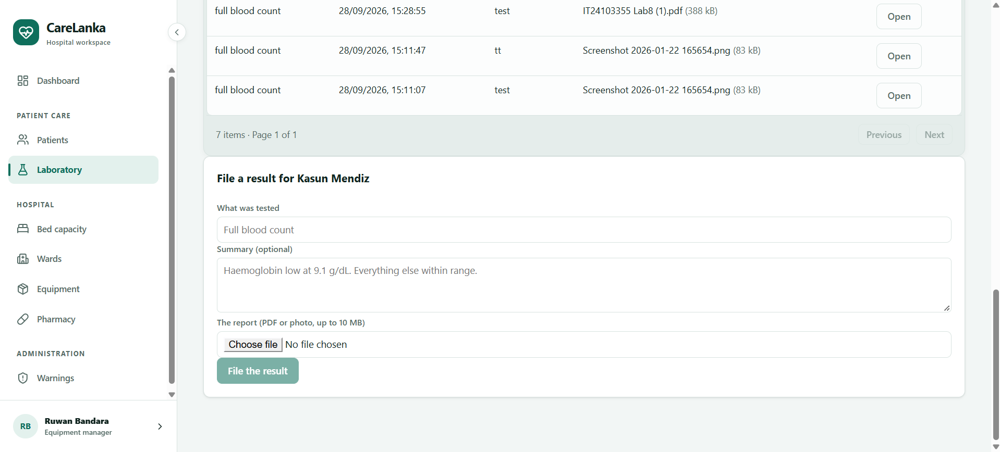 CareLanka
Hospital workspace
Dashboard
PATIENT CARE
Patients
Laboratory
HOSPITAL
Bed capacity
Wards
Equipment
Pharmacy
ADMINISTRATION
Warnings
RB
Ruwan Bandara
Equipment manager
full blood count 28/09/2026, 15:28:55 test IT24103355 Lab8 (1).pdf (388 kB) Open
full blood count 28/09/2026, 15:11:47 tt Screenshot 2026-01-22 165654.png (83 kB) Open
full blood count 28/09/2026, 15:11:07 test Screenshot 2026-01-22 165654.png (83 kB) Open
7 items · Page 1 of 1 Previous Next
File a result for Kasun Mendiz
What was tested
Full blood count
Summary (optional)
Haemoglobin low at 9.1 g/dL. Everything else within range.
The report (PDF or photo, up to 10 MB)
Choose file No file chosen
File the result